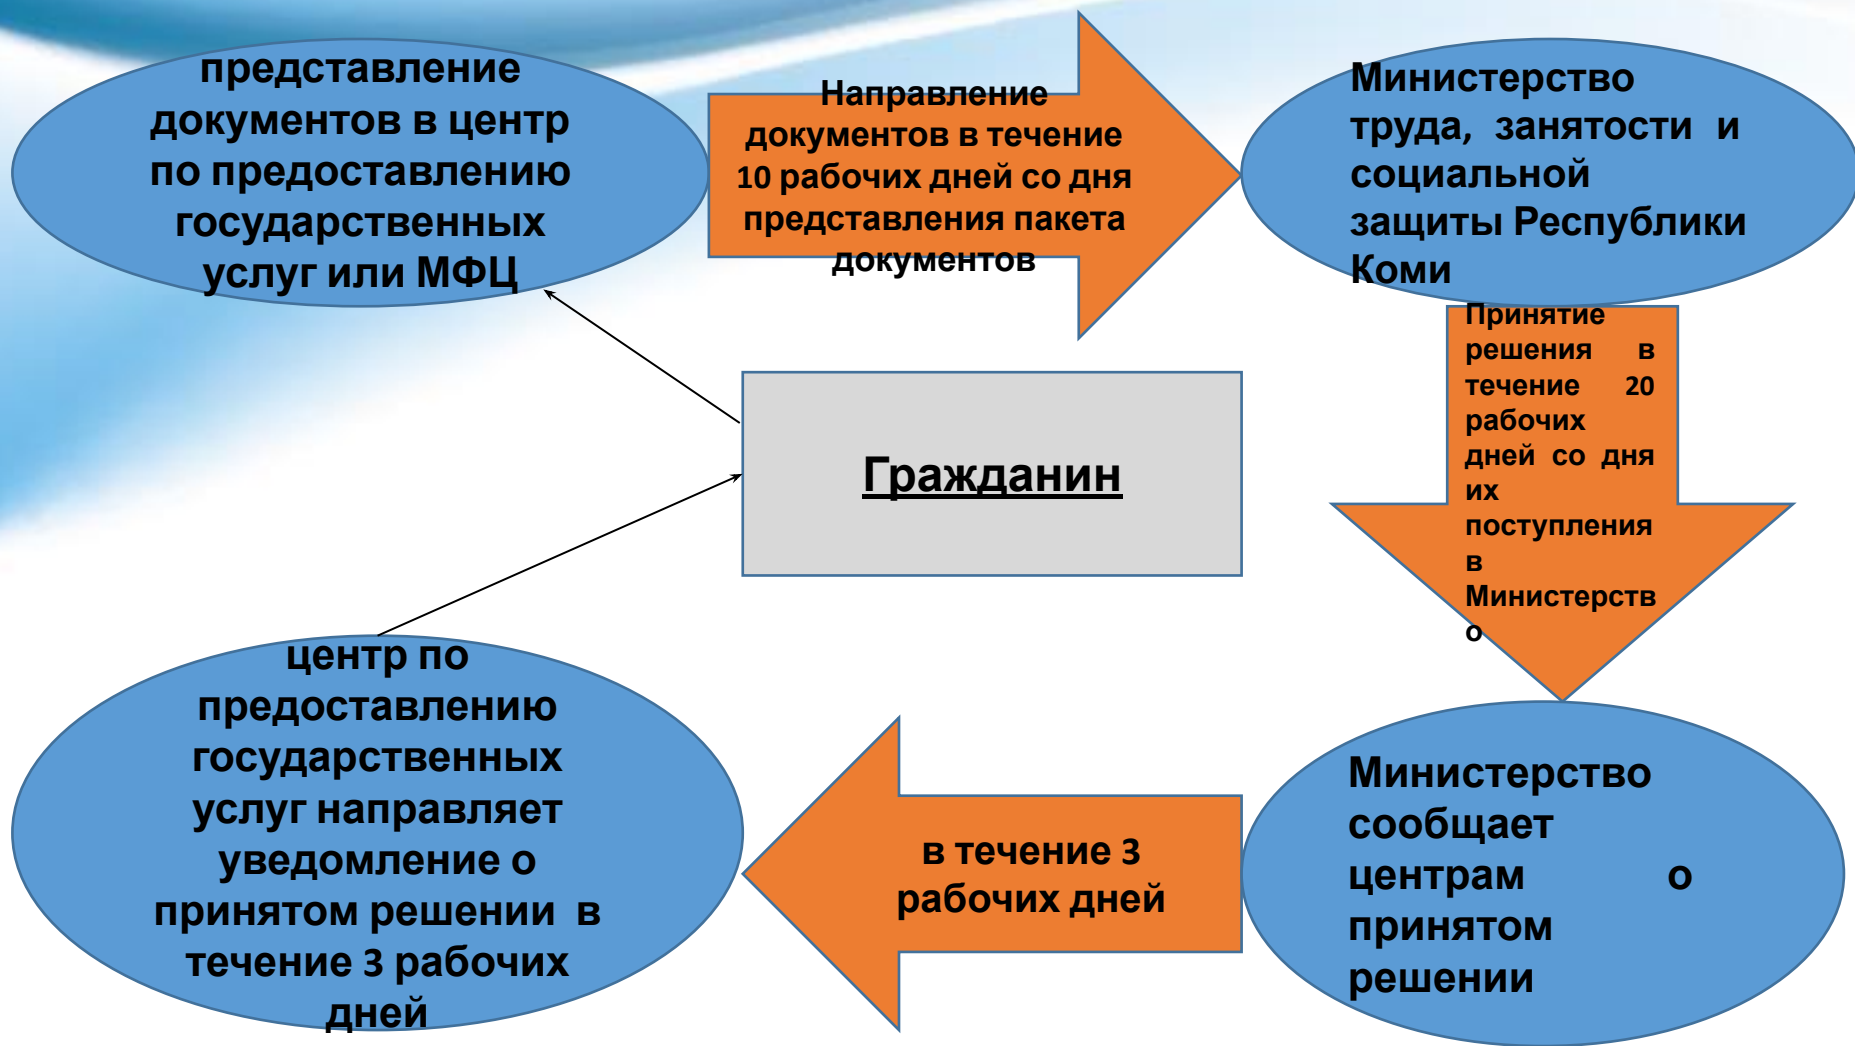 представление
документов в центр
по предоставлению
государственных
услуг или МФЦ
Направление
документов в течение
10 рабочих дней со дня
представления пакета
документов
Министерство
труда, занятости и
социальной
защиты Республики
Коми
Принятие
решения в
течение 20
рабочих
дней со дня
их
поступления
в
Министерств
о
Гражданин
центр по
предоставлению
государственных
услуг направляет
уведомление о
принятом решении в
течение 3 рабочих
дней
в течение 3
рабочих дней
Министерство
сообщает
центрам о
принятом
решении